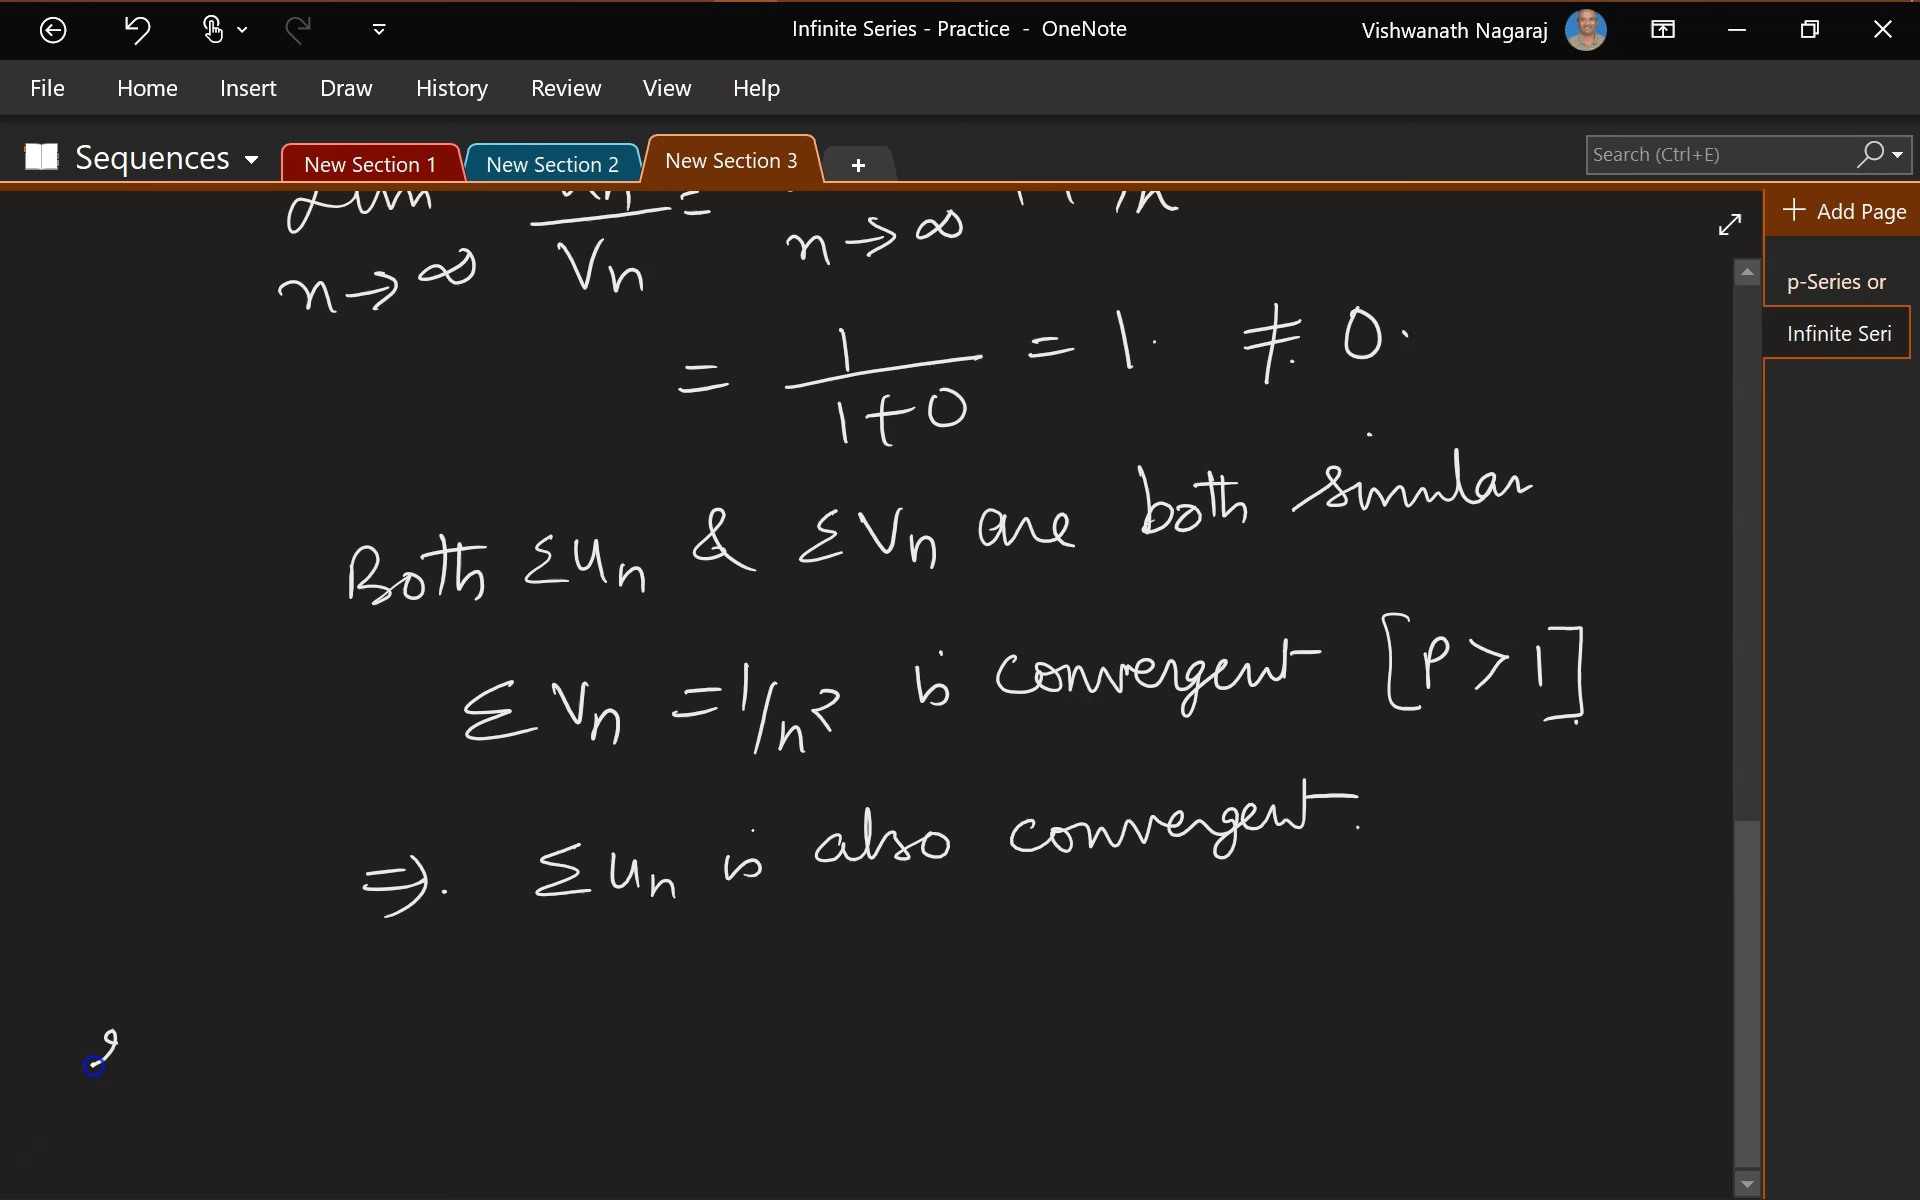 Infinite Series - Practice - OneNote
Vishwanath Nagaraj
File Home Insert Draw History Review View Help
Sequences New Section 1 New Section 2 New Section 3 +
Search (Ctrl+E)
+ Add Page
p-Series or
Infinite Seri
Lim n→∞ un/Vn = n→∞
= 1/(1+0) = 1. ≠ 0.
Both Σun & ΣVn are both similar
ΣVn = 1/n² is convergent [P > 1]
⇒. Σun is also convergent.